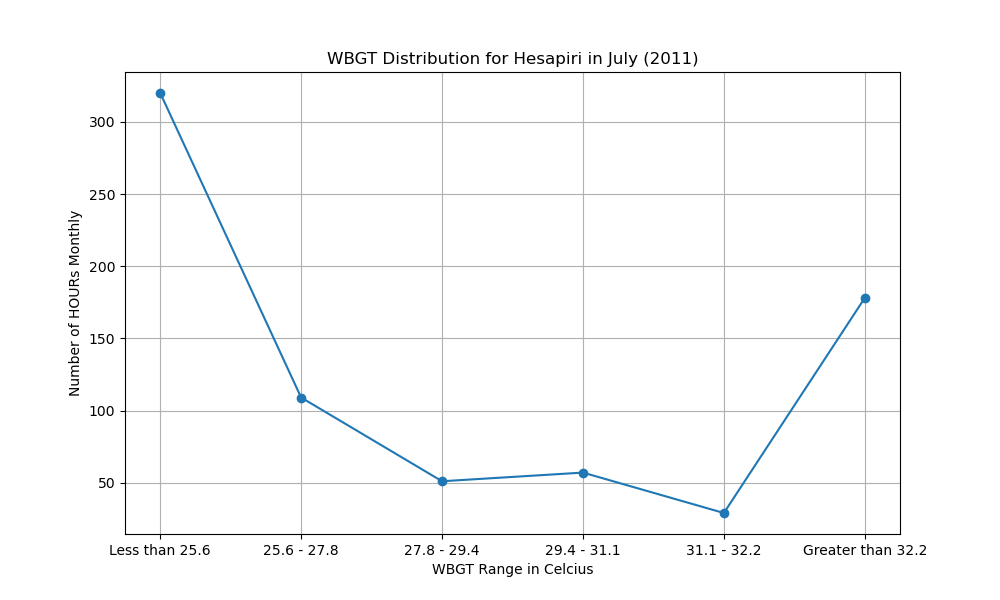 WBGT Distribution for Hesapiri in July (2011)
Number of HOURs Monthly
300
250
200
150
100
50
Less than 25.6
25.6 - 27.8
27.8 - 29.4
29.4 - 31.1
31.1 - 32.2
Greater than 32.2
WBGT Range in Celcius